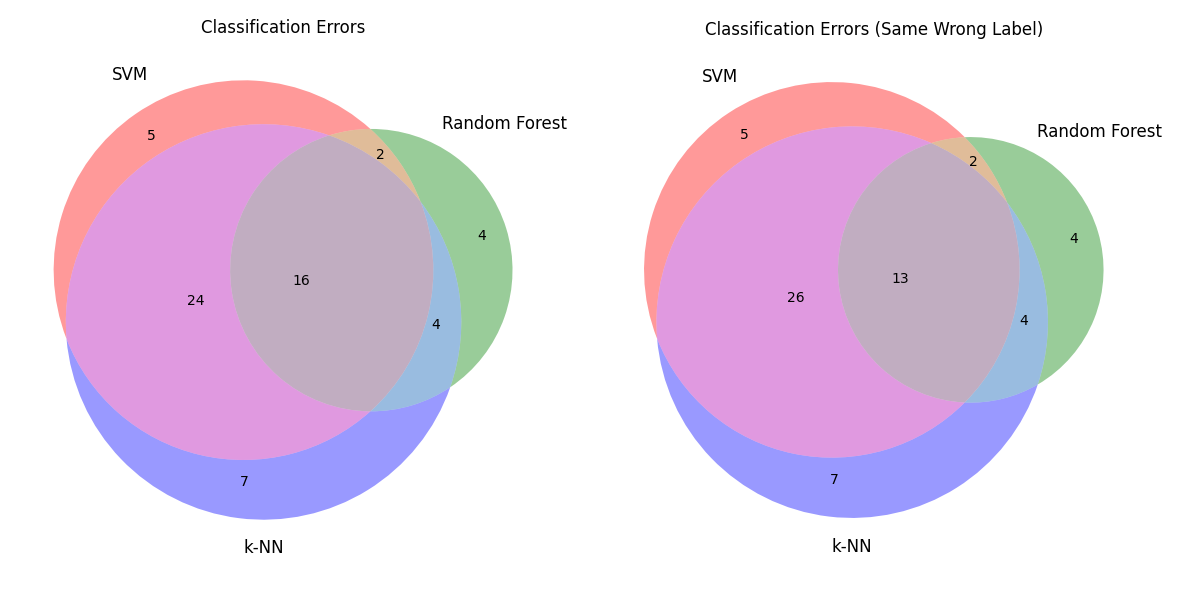 Classification Errors
SVM
Random Forest
5
2
4
24
16
4
7
k-NN
Classification Errors (Same Wrong Label)
SVM
Random Forest
5
2
4
26
13
4
7
k-NN